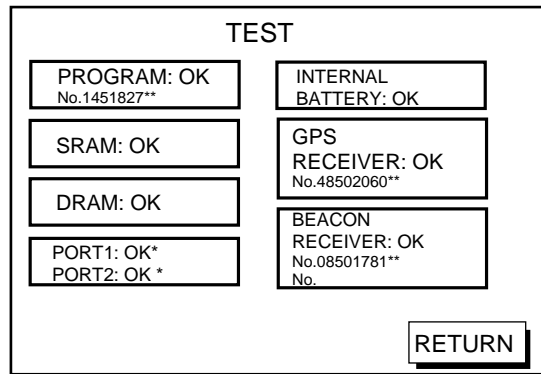 TEST
PROGRAM: OK
No.1451827**
SRAM: OK
DRAM: OK
PORT1: OK*
PORT2: OK *
INTERNAL
BATTERY: OK
GPS
RECEIVER: OK
No.48502060**
BEACON
RECEIVER: OK
No.08501781**
No.
RETURN